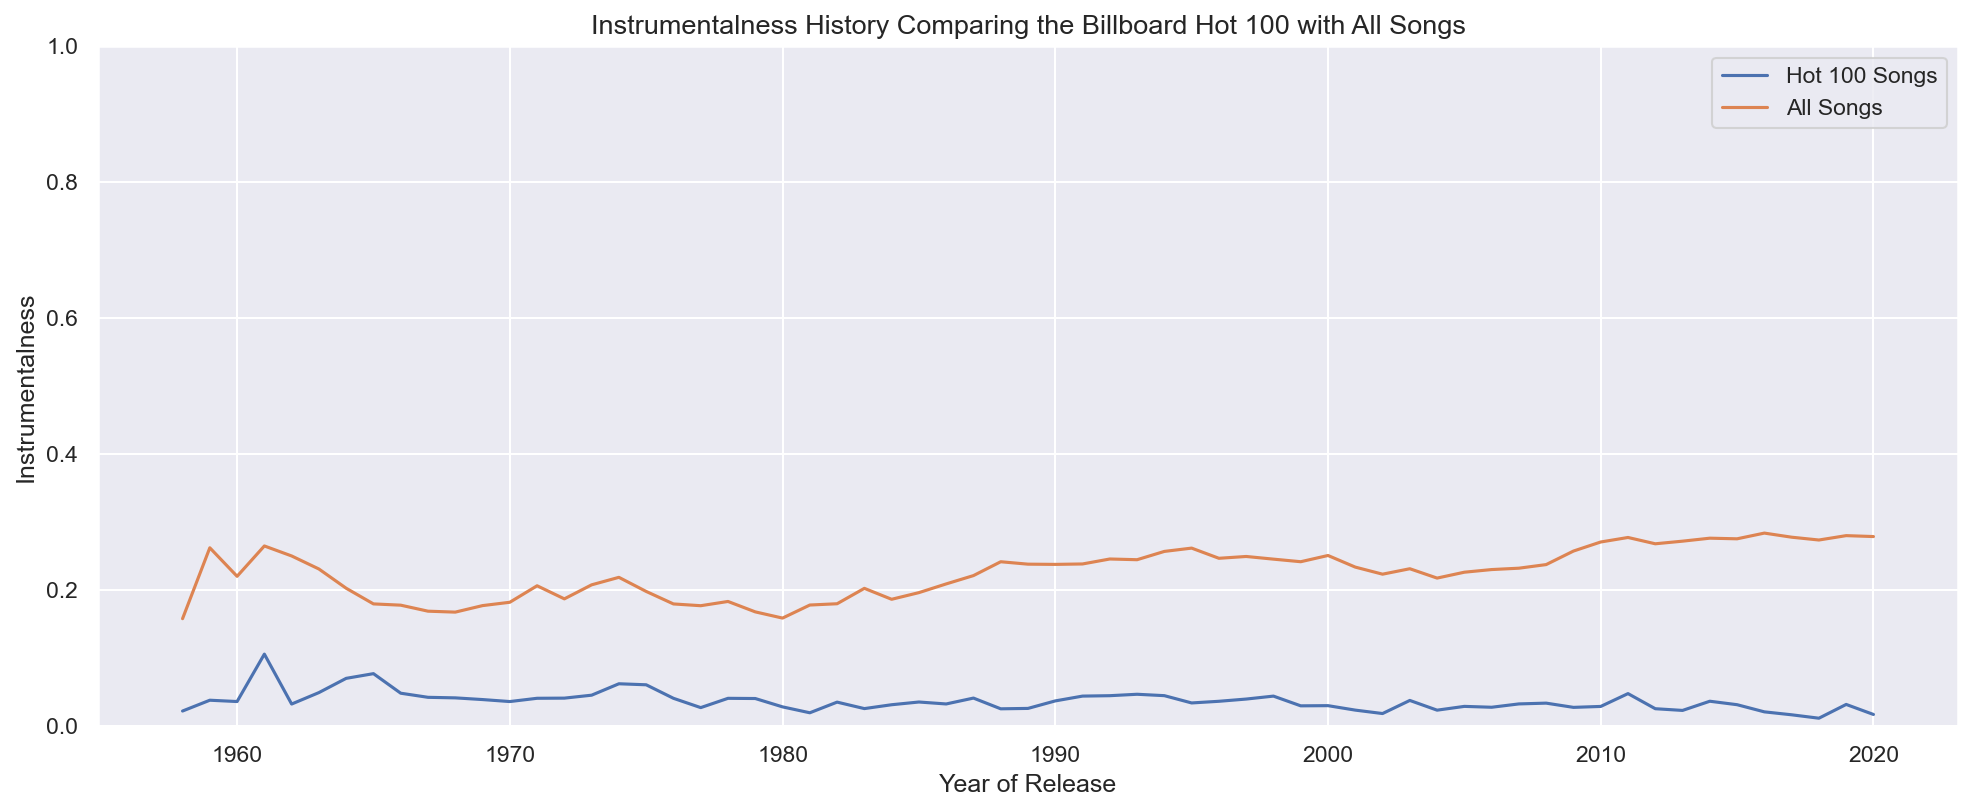 Instrumentalness History Comparing the Billboard Hot 100 with All Songs
1.0
0.8
0.6
0.4
0.2
0.0
Instrumentalness
Hot 100 Songs
All Songs
1960
1970
1980
1990
2000
2010
2020
Year of Release